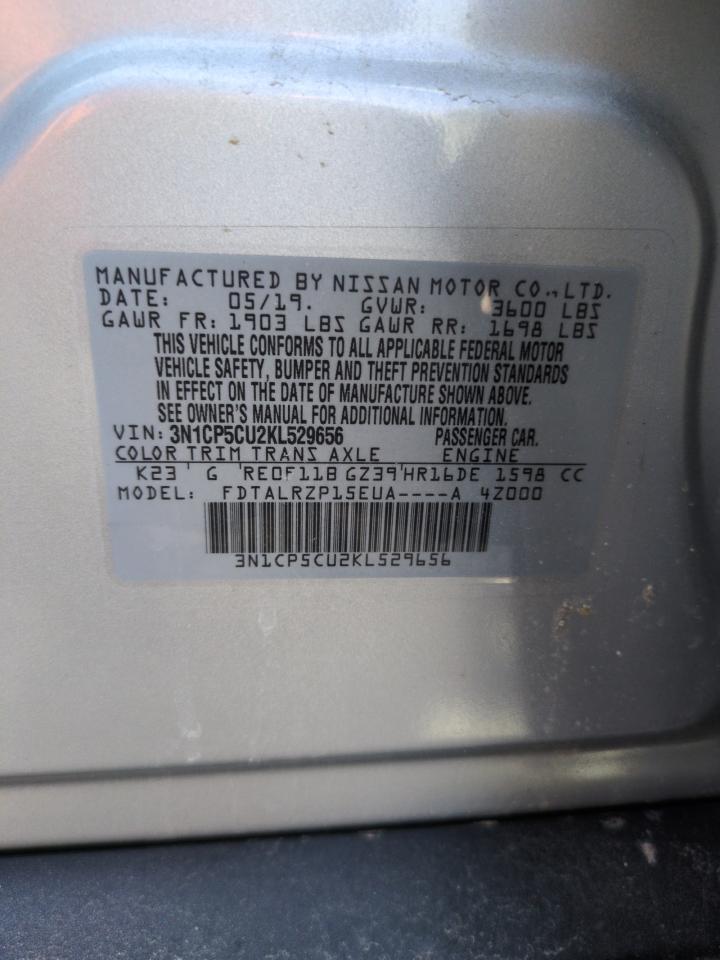 MANUFACTURED BY NISSAN MOTOR CO.,LTD.
DATE: 05/19. GVWR: 3600 LBS
GAWR FR: 1903 LBS GAWR RR: 1698 LBS
THIS VEHICLE CONFORMS TO ALL APPLICABLE FEDERAL MOTOR
VEHICLE SAFETY, BUMPER AND THEFT PREVENTION STANDARDS
IN EFFECT ON THE DATE OF MANUFACTURE SHOWN ABOVE.
SEE OWNER'S MANUAL FOR ADDITIONAL INFORMATION.
VIN: 3N1CP5CU2KL529656 PASSENGER CAR.
COLOR TRIM TRANS AXLE ENGINE
K23 G RE0F11B GZ39 HR16DE 1598 CC
MODEL: FDTALRZP15EUA----A 4Z000
3N1CP5CU2KL529656